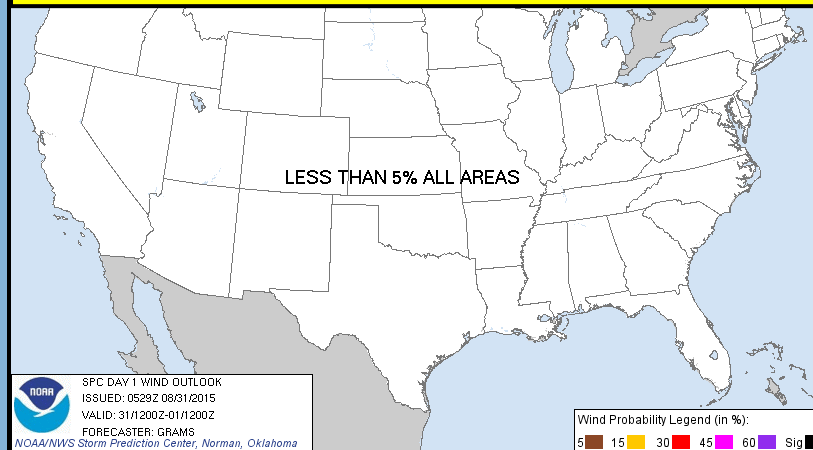 LESS THAN 5% ALL AREAS
NOAA
SPC DAY 1 WIND OUTLOOK
ISSUED: 0529Z 08/31/2015
VALID: 31/1200Z-01/1200Z
FORECASTER: GRAMS
NOAA/NWS Storm Prediction Center, Norman, Oklahoma
Wind Probability Legend (in %):
5 15 30 45 60 Sig